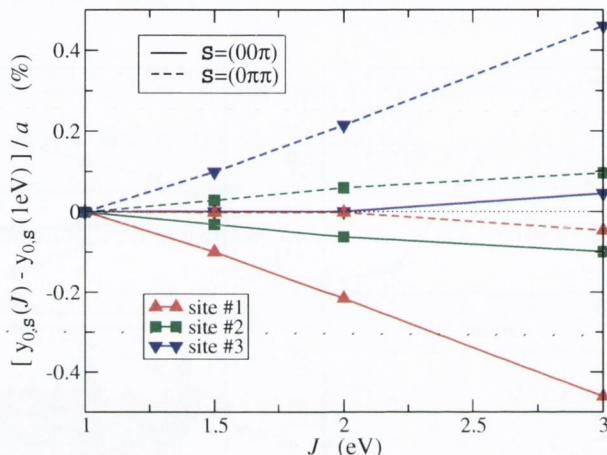 [ y0,S(J) - y0,S(1eV) ] / a (%)
0.4
0.2
0
-0.2
-0.4
S=(00π)
S=(0ππ)
site #1
site #2
site #3
1
1.5
2
2.5
3
J (eV)